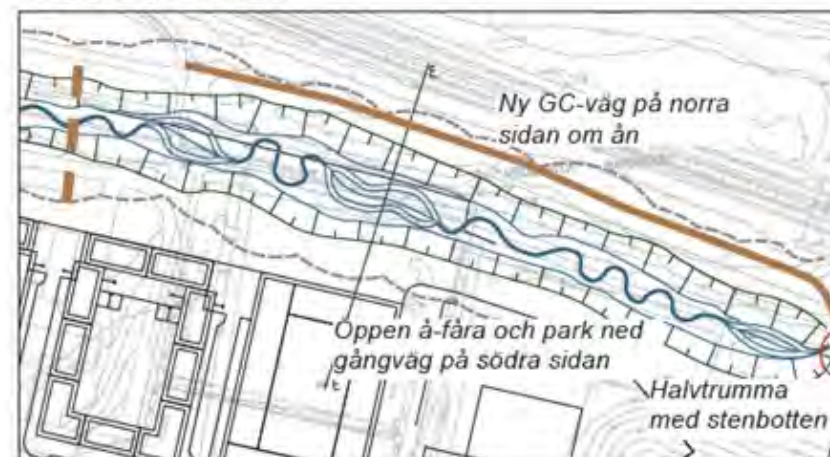 Ny GC-väg på norra
sidan om ån
Öppen å-fåra och park ned
gångväg på södra sidan
Halvtrumma
med stenbotten